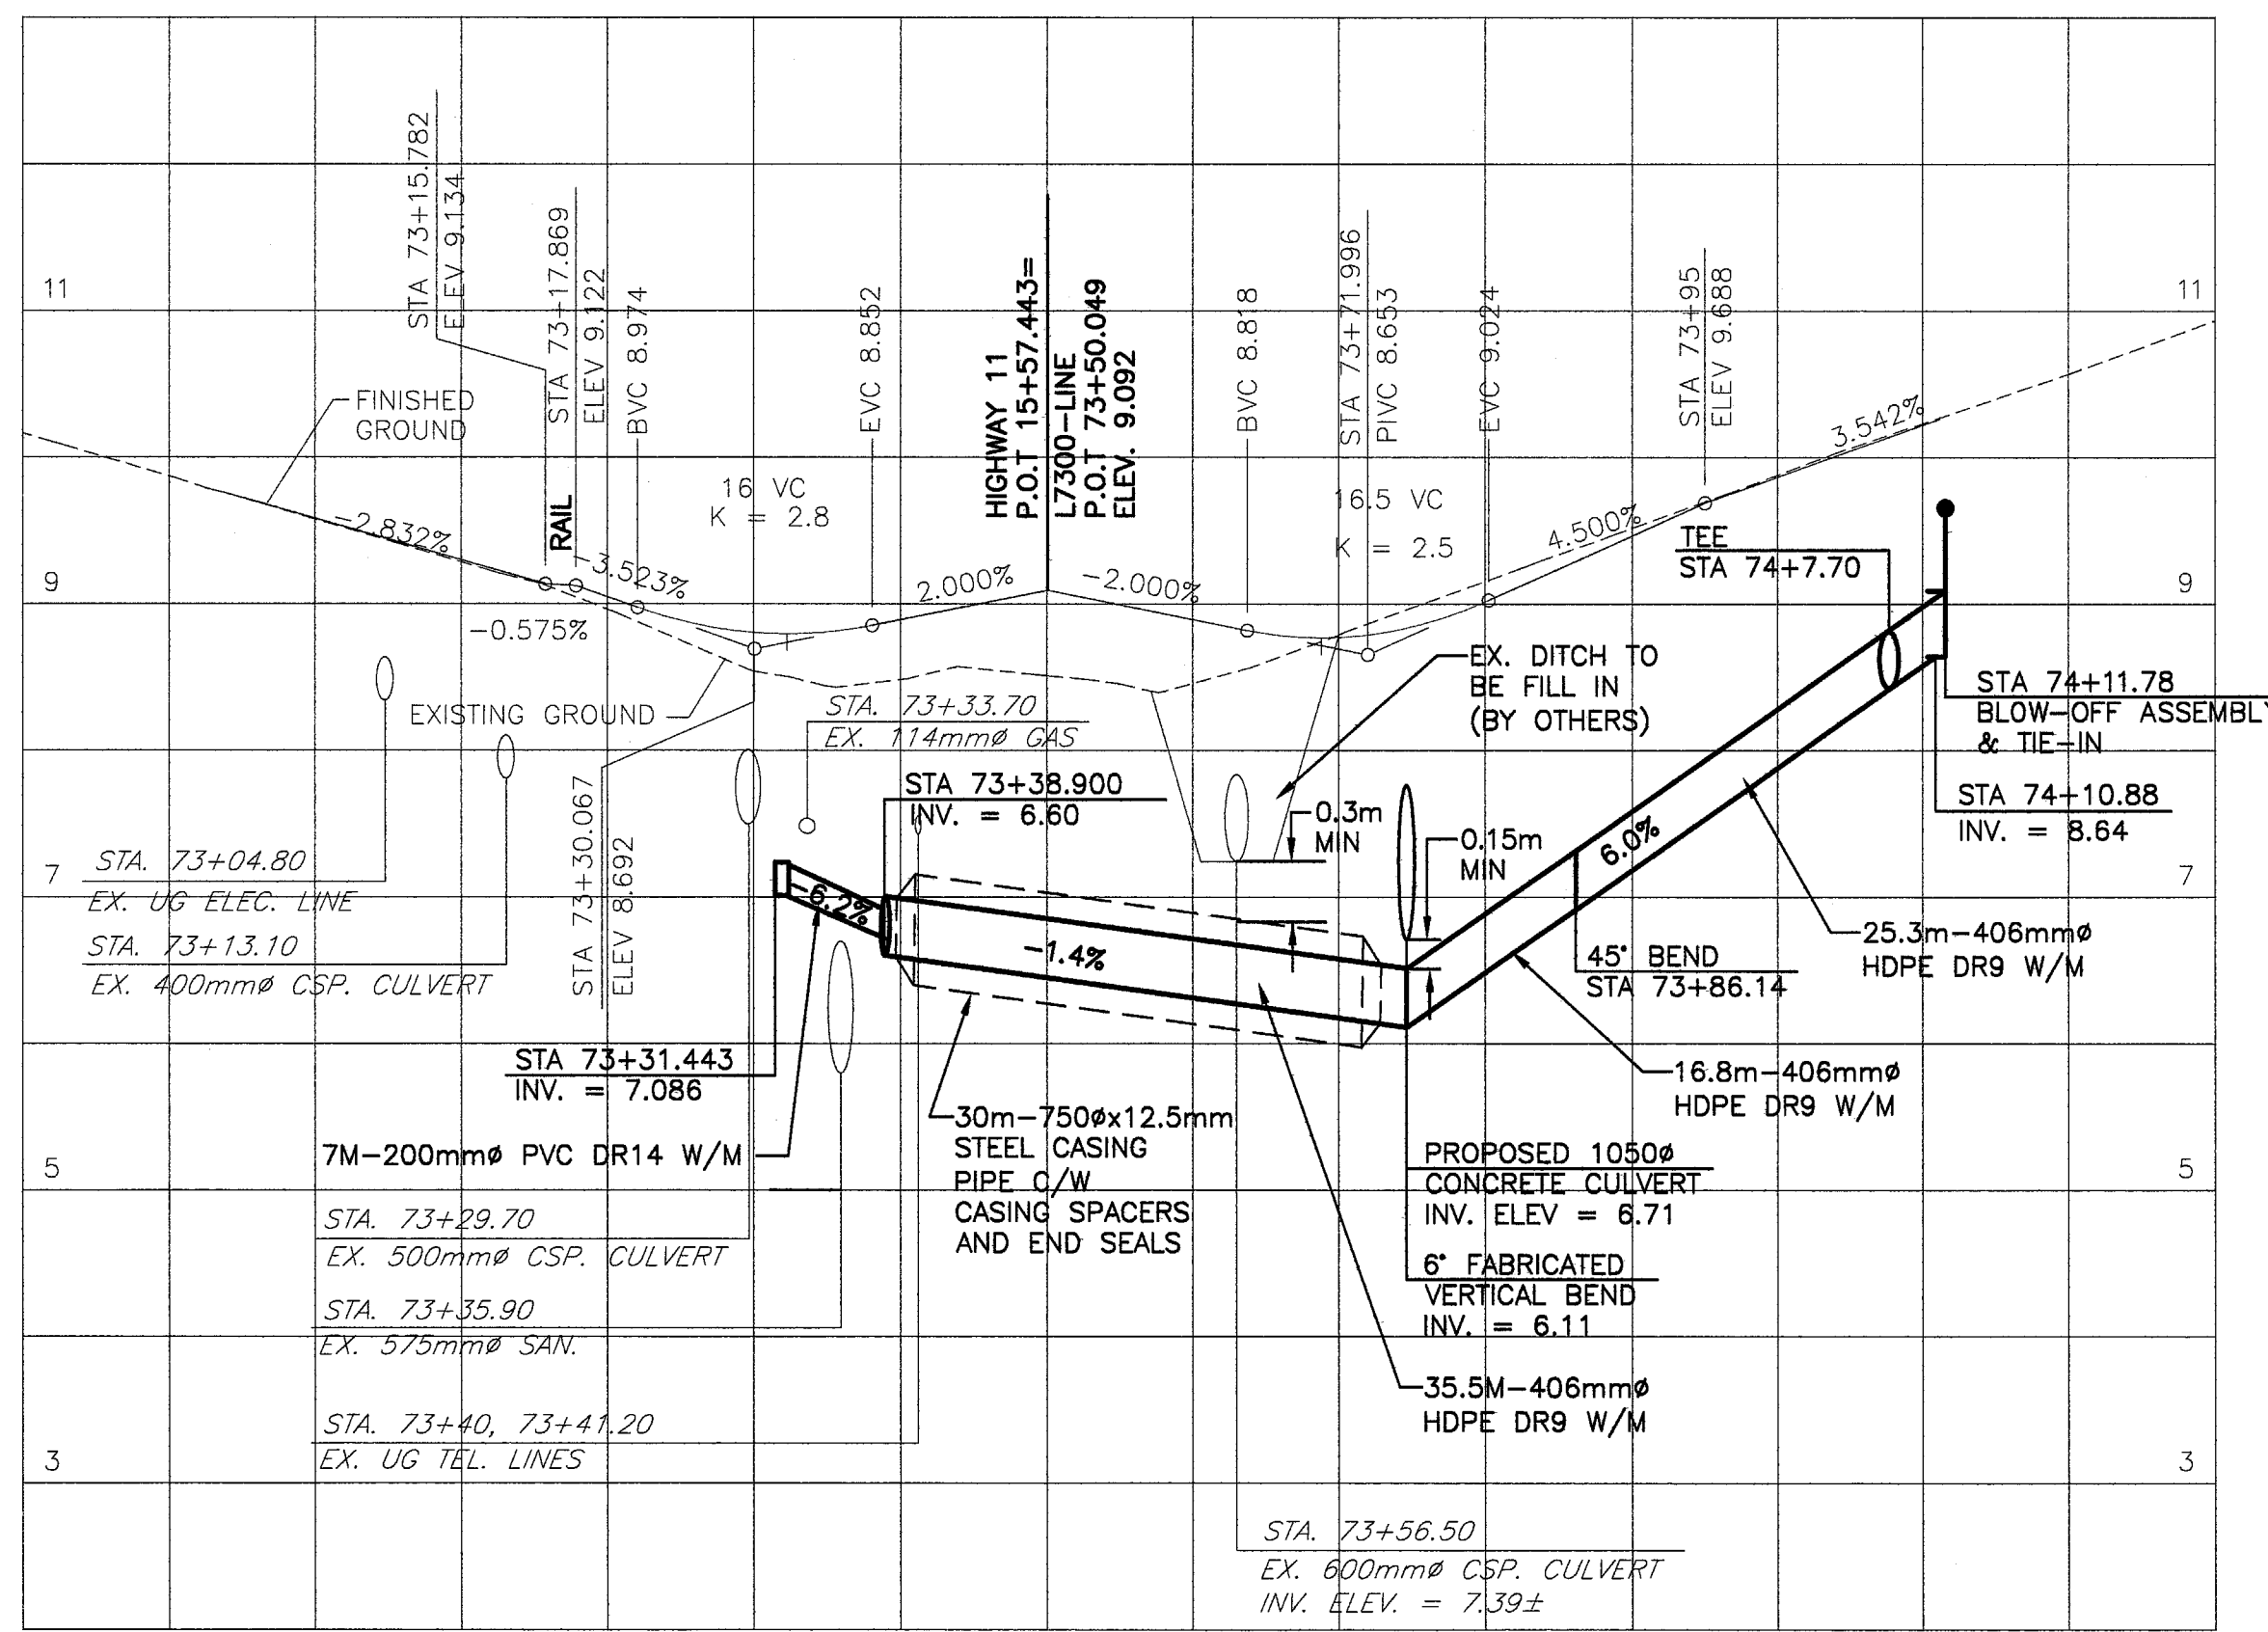 STA 73+15.782
ELEV 9.134
STA 73+17.869
ELEV 9.122
BVC 8.974
EVC 8.852
HIGHWAY 11
P.O.T 15+57.443=
L7300-LINE
P.O.T 73+50.049
ELEV. 9.092
BVC 8.818
STA 73+71.996
PIVC 8.653
EVC 9.024
STA 73+95
ELEV 9.688
11
11
FINISHED
GROUND
16 VC
K = 2.8
16.5 VC
K = 2.5
3.542%
-2.832%
RAIL
-3.523%
2.000%
-2.000%
4.500%
TEE
STA 74+7.70
9
9
-0.575%
EX. DITCH TO
BE FILL IN
(BY OTHERS)
EXISTING GROUND
STA. 73+33.70
EX. 114mmø GAS
STA 74+11.78
BLOW-OFF ASSEMBLY
& TIE-IN
STA 73+38.900
INV. = 6.60
0.3m
MIN
0.15m
MIN
STA 74+10.88
INV. = 8.64
STA 73+30.067
ELEV 8.692
7
7
STA. 73+04.80
EX. UG ELEC. LINE
-6.2%
6.0%
STA. 73+13.10
EX. 400mmø CSP. CULVERT
-1.4%
45° BEND
STA 73+86.14
25.3m-406mmø
HDPE DR9 W/M
STA 73+31.443
INV. = 7.086
16.8m-406mmø
HDPE DR9 W/M
7M-200mmø PVC DR14 W/M
30m-750øx12.5mm
STEEL CASING
PIPE C/W
CASING SPACERS
AND END SEALS
PROPOSED 1050ø
CONCRETE CULVERT
INV. ELEV = 6.71
5
5
STA. 73+29.70
EX. 500mmø CSP. CULVERT
6° FABRICATED
VERTICAL BEND
INV. = 6.11
STA. 73+35.90
EX. 575mmø SAN.
35.5M-406mmø
HDPE DR9 W/M
STA. 73+40, 73+41.20
EX. UG TEL. LINES
3
3
STA. 73+56.50
EX. 600mmø CSP. CULVERT
INV. ELEV. = 7.39±